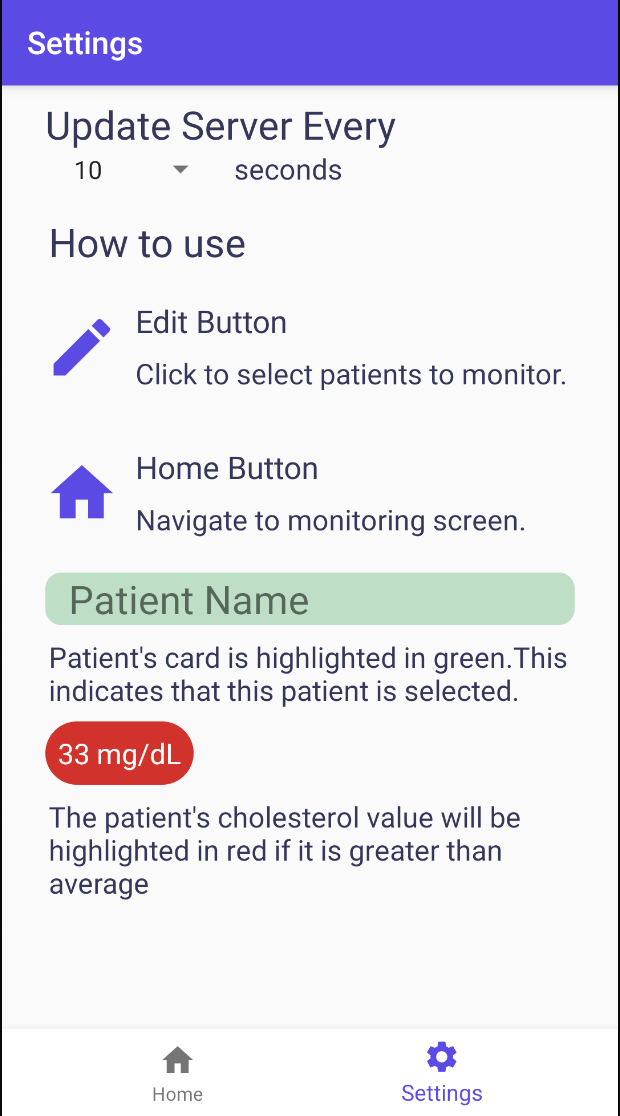 Settings
Update Server Every
10 seconds
How to use
Edit Button
Click to select patients to monitor.
Home Button
Navigate to monitoring screen.
Patient Name
Patient's card is highlighted in green.This
indicates that this patient is selected.
33 mg/dL
The patient's cholesterol value will be
highlighted in red if it is greater than
average
Home
Settings